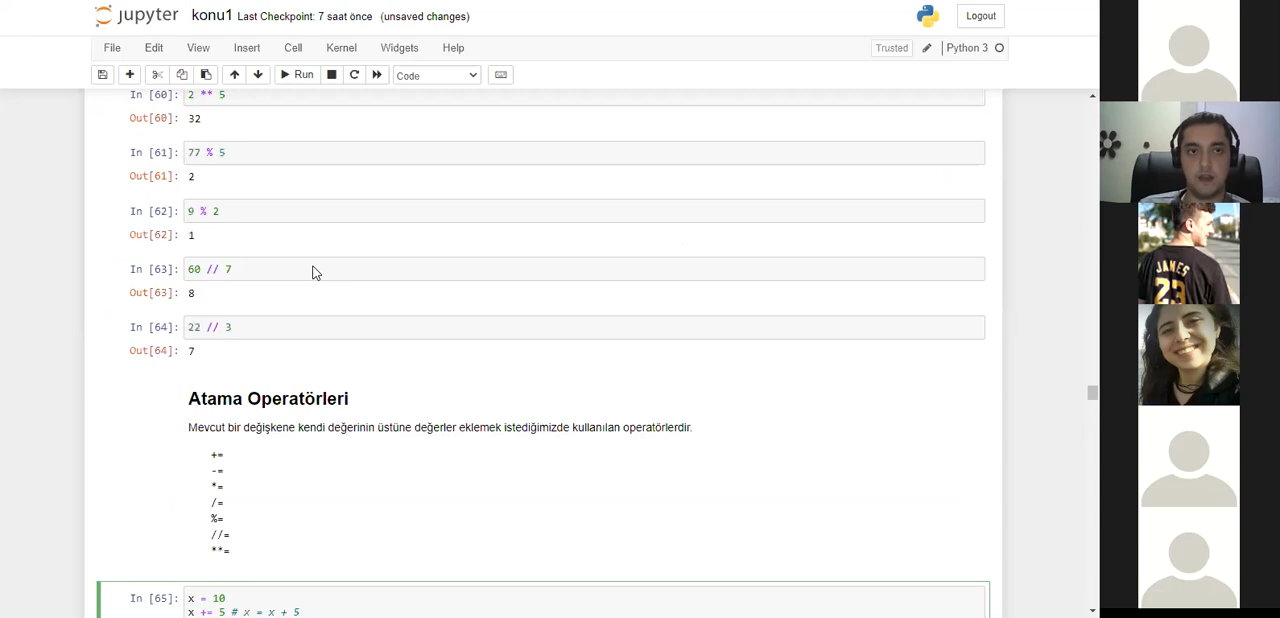 jupyter konu1 Last Checkpoint: 7 saat önce (unsaved changes) Logout
File Edit View Insert Cell Kernel Widgets Help Trusted Python 3
Run Code
In [60]: 2 ** 5
Out[60]: 32
In [61]: 77 % 5
Out[61]: 2
In [62]: 9 % 2
Out[62]: 1
In [63]: 60 // 7
Out[63]: 8
In [64]: 22 // 3
Out[64]: 7
Atama Operatörleri
Mevcut bir değişkene kendi değerinin üstüne değerler eklemek istediğimizde kullanılan operatörlerdir.
+=
-=
*=
/=
%=
//=
**=
In [65]: x = 10
x += 5 # x = x + 5
JAMES
23